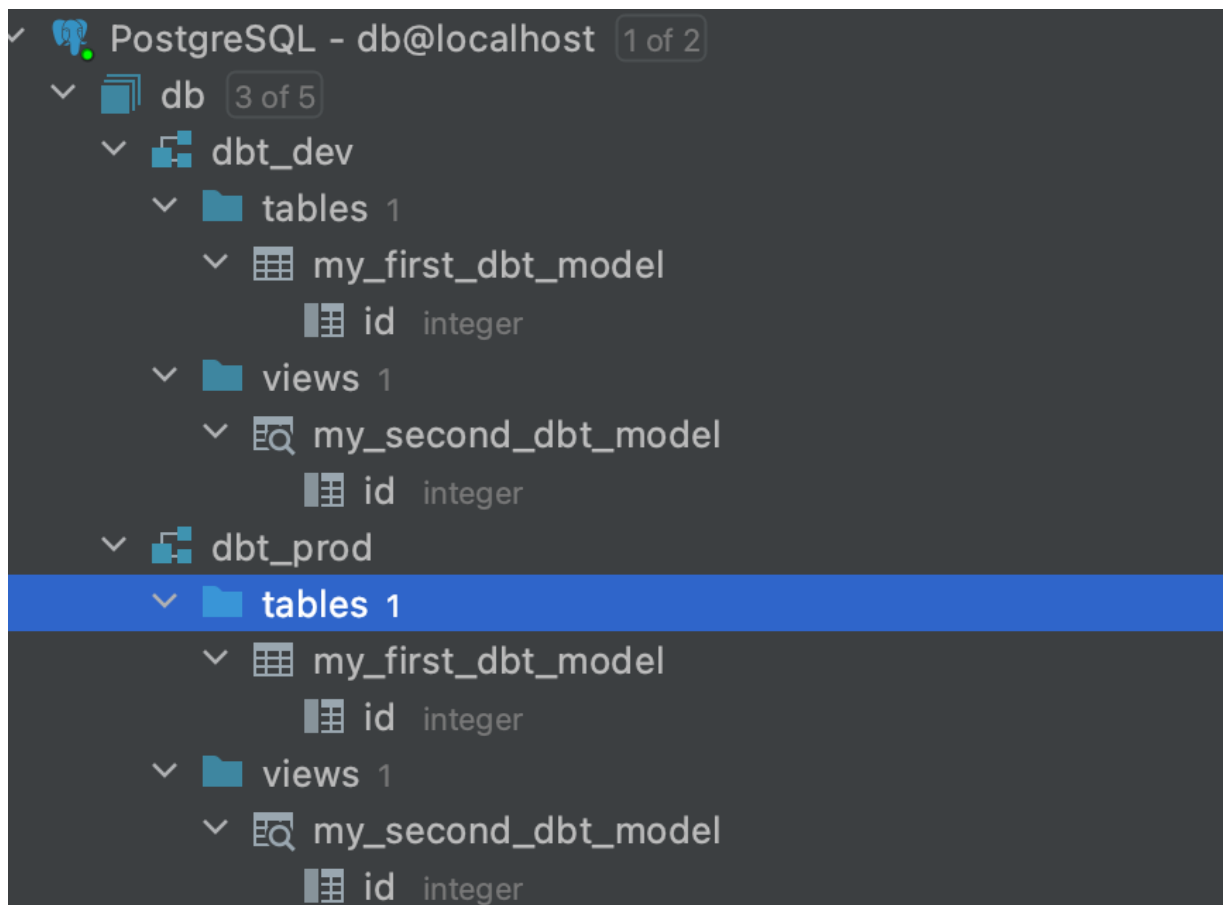 PostgreSQL - db@localhost 1 of 2
db 3 of 5
dbt_dev
tables 1
my_first_dbt_model
id integer
views 1
my_second_dbt_model
id integer
dbt_prod
tables 1
my_first_dbt_model
id integer
views 1
my_second_dbt_model
id integer